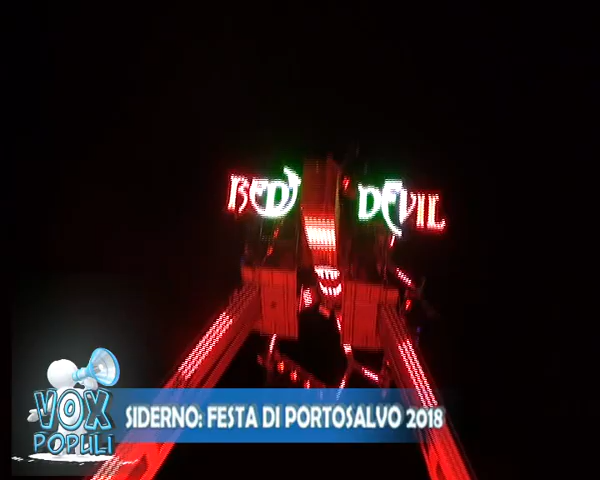 RED DEVIL
VOX
POPULI
SIDERNO: FESTA DI PORTOSALVO 2018